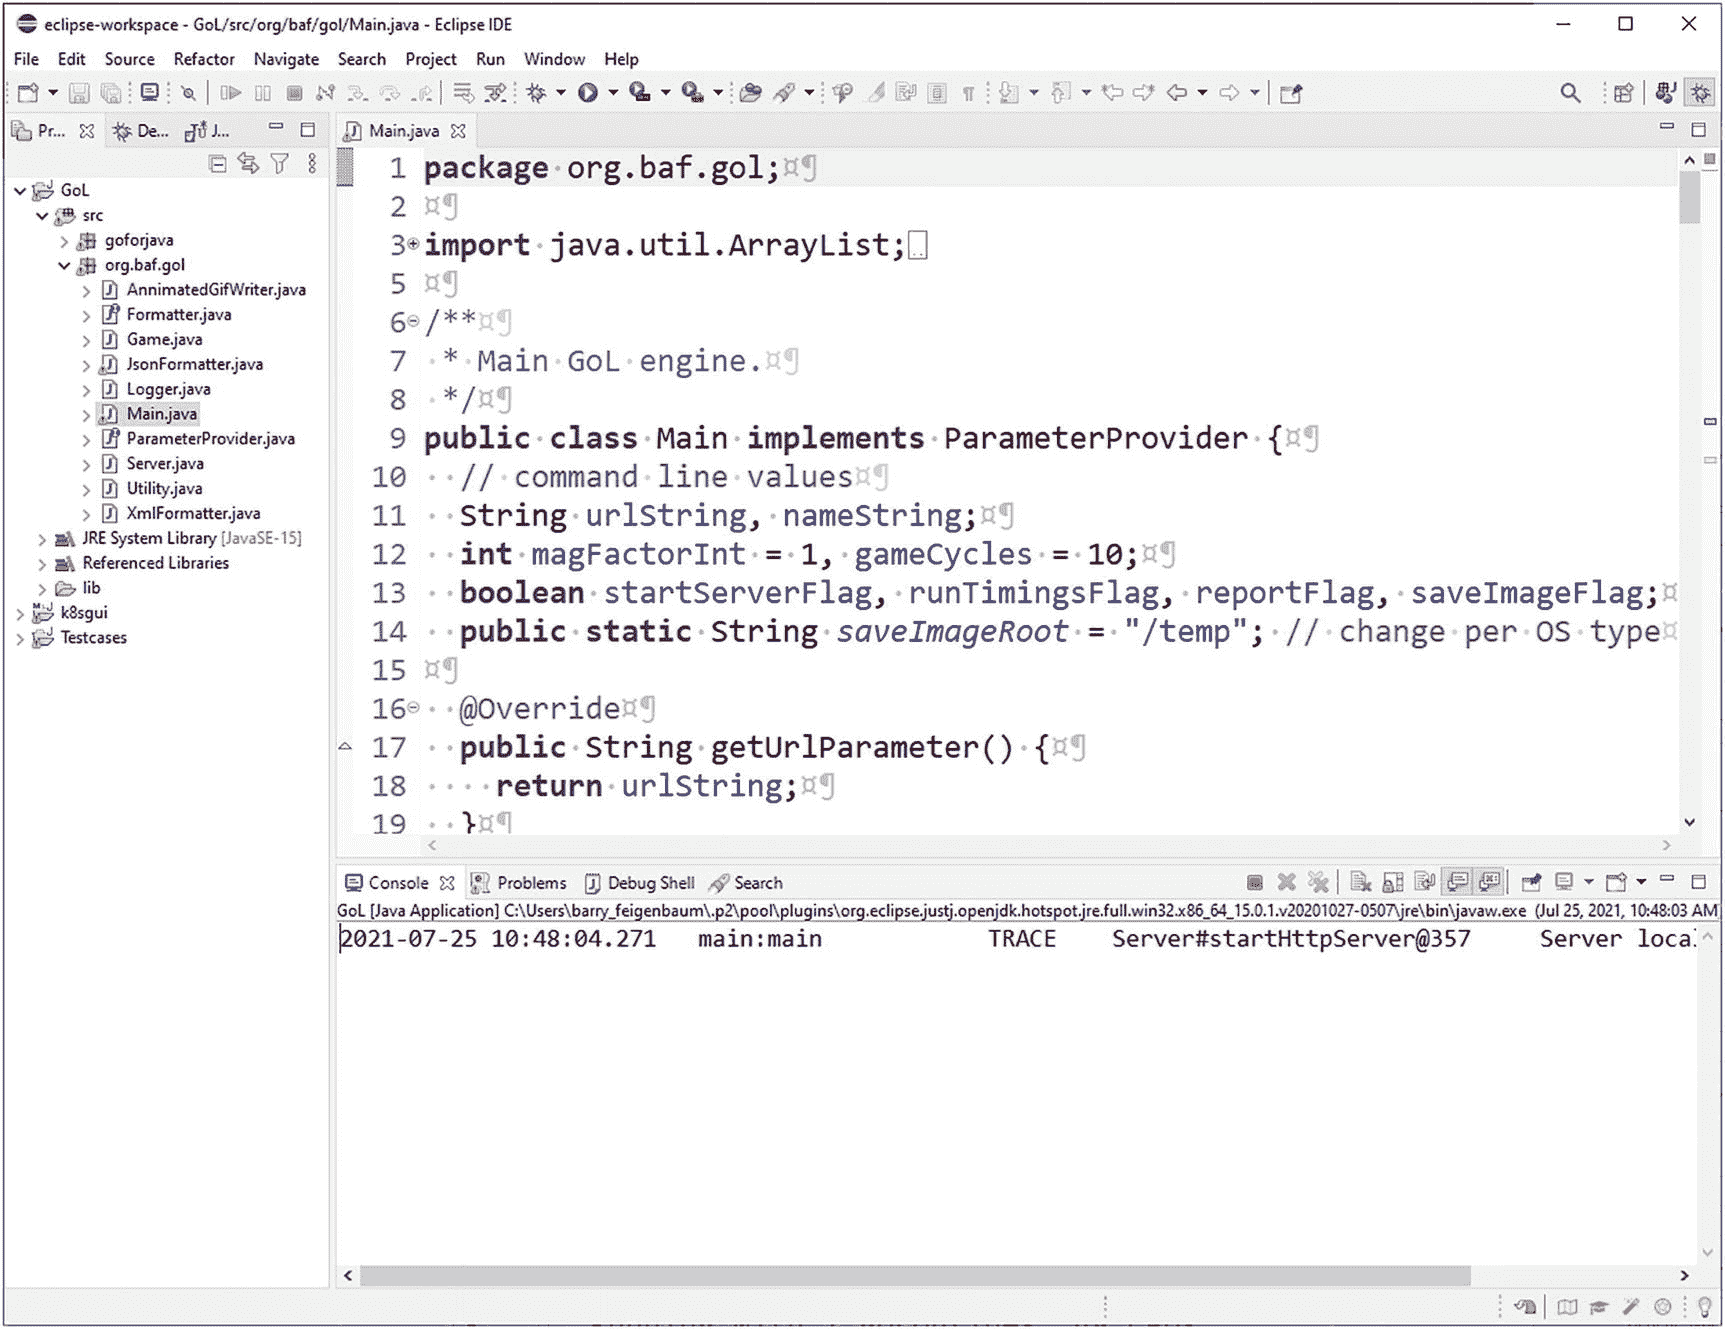 eclipse-workspace - GoL/src/org/baf/gol/Main.java - Eclipse IDE
File Edit Source Refactor Navigate Search Project Run Window Help
Pr... De... J...
Main.java
GoL
src
goforjava
org.baf.gol
AnnimatedGifWriter.java
Formatter.java
Game.java
JsonFormatter.java
Logger.java
Main.java
ParameterProvider.java
Server.java
Utility.java
XmlFormatter.java
JRE System Library [JavaSE-15]
Referenced Libraries
lib
k8sgui
Testcases
1 package·org.baf.gol;¤¶
2 ¤¶
3 import·java.util.ArrayList;
5 ¤¶
6 /**¤¶
7 ·*·Main·GoL·engine.¤¶
8 ·*/¤¶
9 public·class·Main·implements·ParameterProvider·{¤¶
10 ··//·command·line·values¤¶
11 ··String·urlString,·nameString;¤¶
12 ··int·magFactorInt·=·1,·gameCycles·=·10;¤¶
13 ··boolean·startServerFlag,·runTimingsFlag,·reportFlag,·saveImageFlag;¤
14 ··public·static·String·saveImageRoot·=·"/temp";·//·change·per·OS·type¤
15 ¤¶
16 ··@Override¤¶
17 ··public·String·getUrlParameter()·{¤¶
18 ····return·urlString;¤¶
19 ··}¤¶
Console Problems Debug Shell Search
GoL [Java Application] C:\Users\barry_feigenbaum\.p2\pool\plugins\org.eclipse.justj.openjdk.hotspot.jre.full.win32.x86_64_15.0.1.v20201027-0507\jre\bin\javaw.exe (Jul 25, 2021, 10:48:03 AM)
2021-07-25 10:48:04.271 main:main TRACE Server#startHttpServer@357 Server local